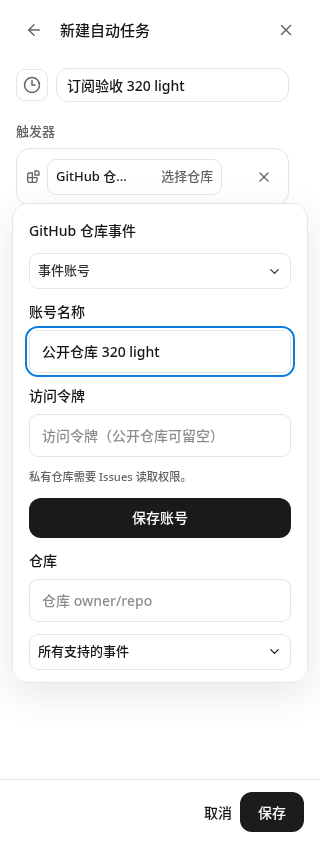 新建自动任务
订阅验收 320 light
触发器
GitHub 仓... 选择仓库
GitHub 仓库事件
事件账号
账号名称
公开仓库 320 light
访问令牌
访问令牌（公开仓库可留空）
私有仓库需要 Issues 读取权限。
保存账号
仓库
仓库 owner/repo
所有支持的事件
取消 保存